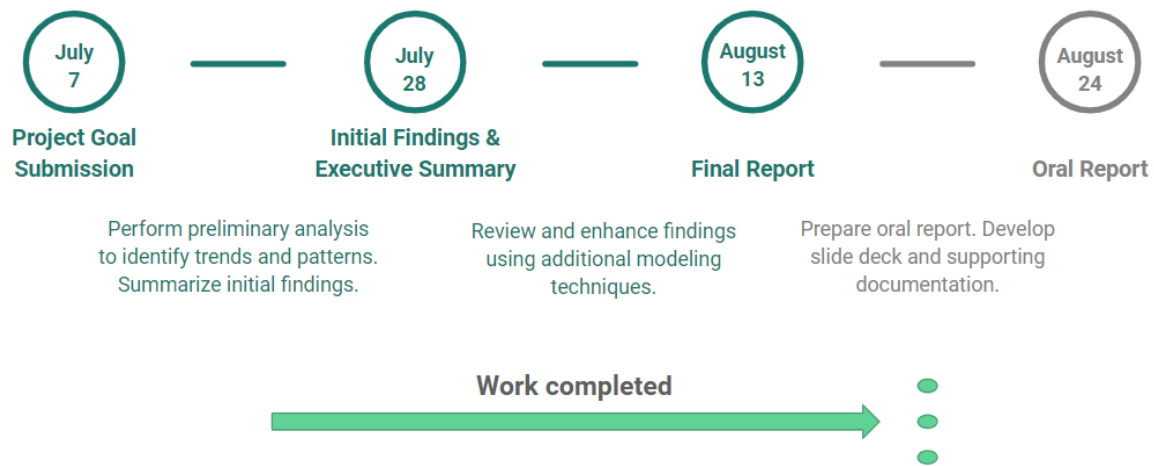 July
7
July
28
August
13
August
24
Project Goal
Submission
Initial Findings &
Executive Summary
Final Report
Oral Report
Perform preliminary analysis
to identify trends and patterns.
Summarize initial findings.
Review and enhance findings
using additional modeling
techniques.
Prepare oral report. Develop
slide deck and supporting
documentation.
Work completed